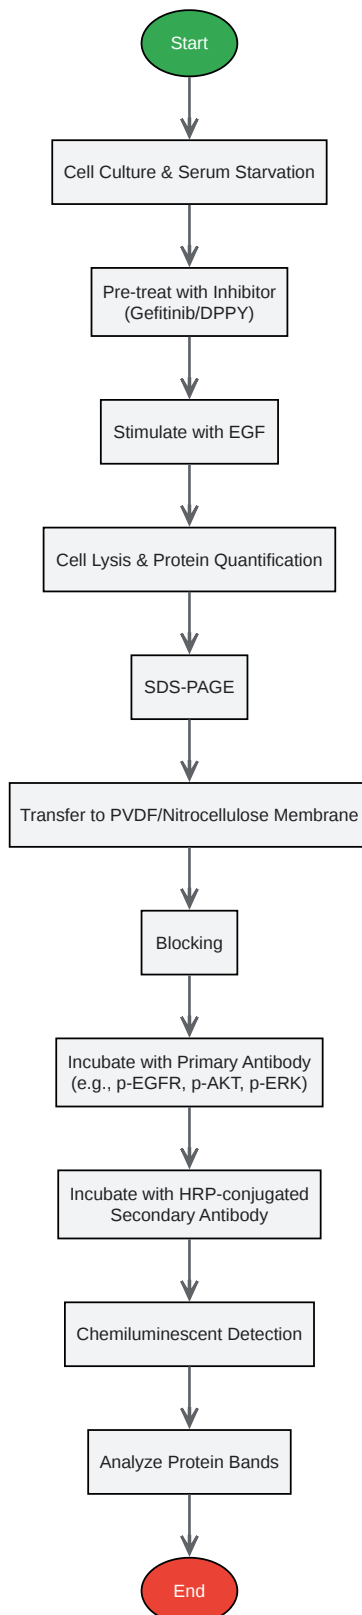 Start
Cell Culture & Serum Starvation
Pre-treat with Inhibitor
(Gefitinib/DPPY)
Stimulate with EGF
Cell Lysis & Protein Quantification
SDS-PAGE
Transfer to PVDF/Nitrocellulose Membrane
Blocking
Incubate with Primary Antibody
(e.g., p-EGFR, p-AKT, p-ERK)
Incubate with HRP-conjugated
Secondary Antibody
Chemiluminescent Detection
Analyze Protein Bands
End